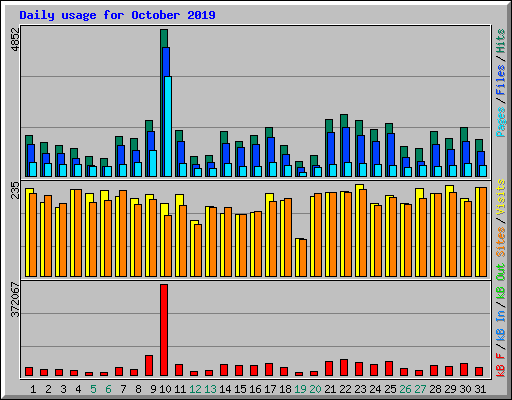 Daily usage for October 2019
4852
Pages / Files / Hits
235
Sites / Visits
372067
kB F / kB In / kB Out
1 2 3 4 5 6 7 8 9 10 11 12 13 14 15 16 17 18 19 20 21 22 23 24 25 26 27 28 29 30 31